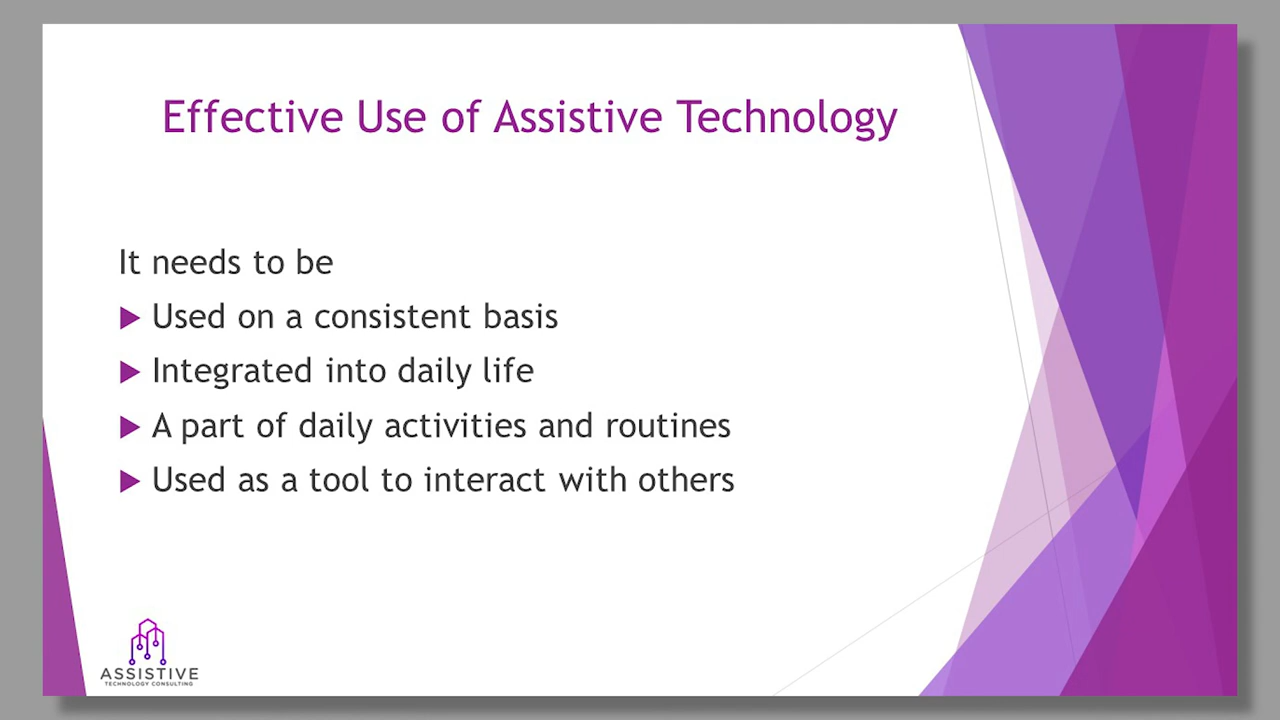 Effective Use of Assistive Technology
It needs to be
Used on a consistent basis
Integrated into daily life
A part of daily activities and routines
Used as a tool to interact with others
ASSISTIVE
TECHNOLOGY CONSULTING